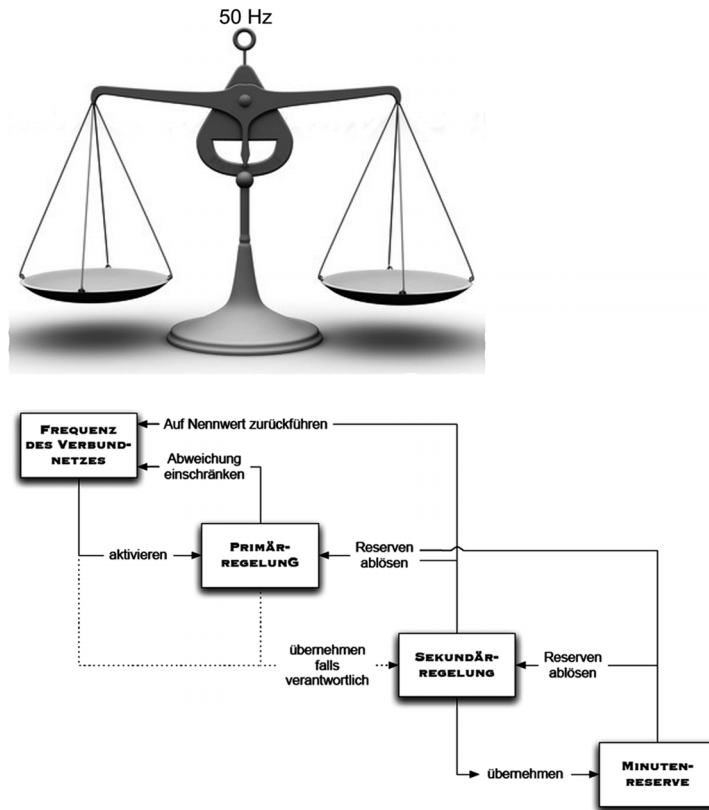 50 Hz
FREQUENZ
DES VERBUND-
NETZES
Auf Nennwert zurückführen
Abweichung
einschränken
aktivieren
PRIMÄR-
REGELUNG
Reserven
ablösen
übernehmen
falls
verantwortlich
SEKUNDÄR-
REGELUNG
Reserven
ablösen
übernehmen
MINUTEN-
RESERVE